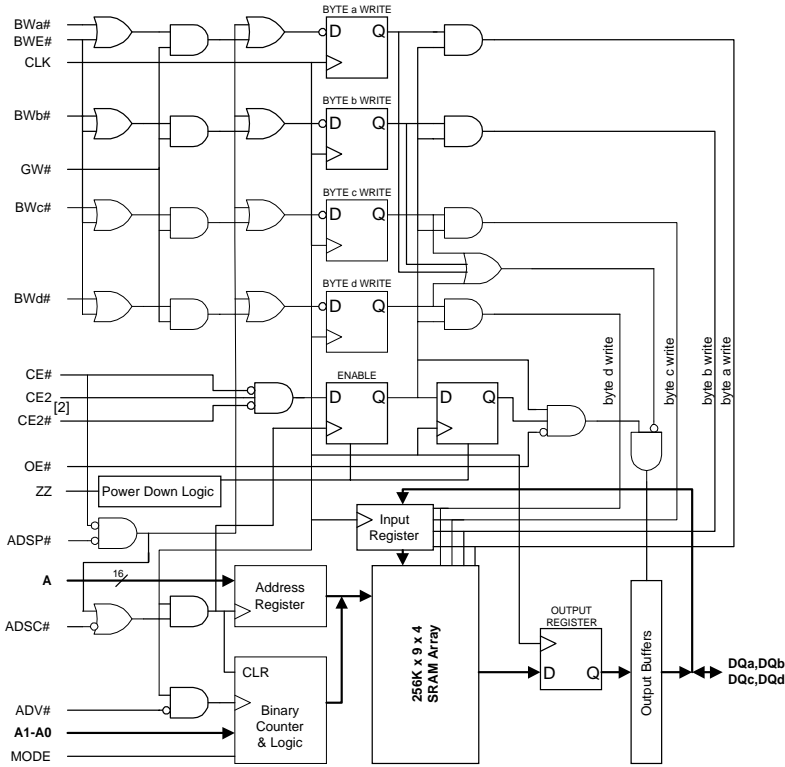 BYTE a WRITE
BWa#
BWE#
D Q
CLK
BYTE b WRITE
BWb#
D Q
GW#
BYTE c WRITE
BWc#
D Q
BYTE d WRITE
BWd#
D Q
byte d write
byte c write
byte b write
byte a write
CE#
ENABLE
CE2
D Q
D Q
[2]
CE2#
OE#
ZZ
Power Down Logic
Input
Register
ADSP#
A
16
Address
Register
ADSC#
256K x 9 x 4
SRAM Array
OUTPUT
REGISTER
D Q
Output Buffers
DQa,DQb
DQc,DQd
CLR
ADV#
Binary
Counter
& Logic
A1-A0
MODE